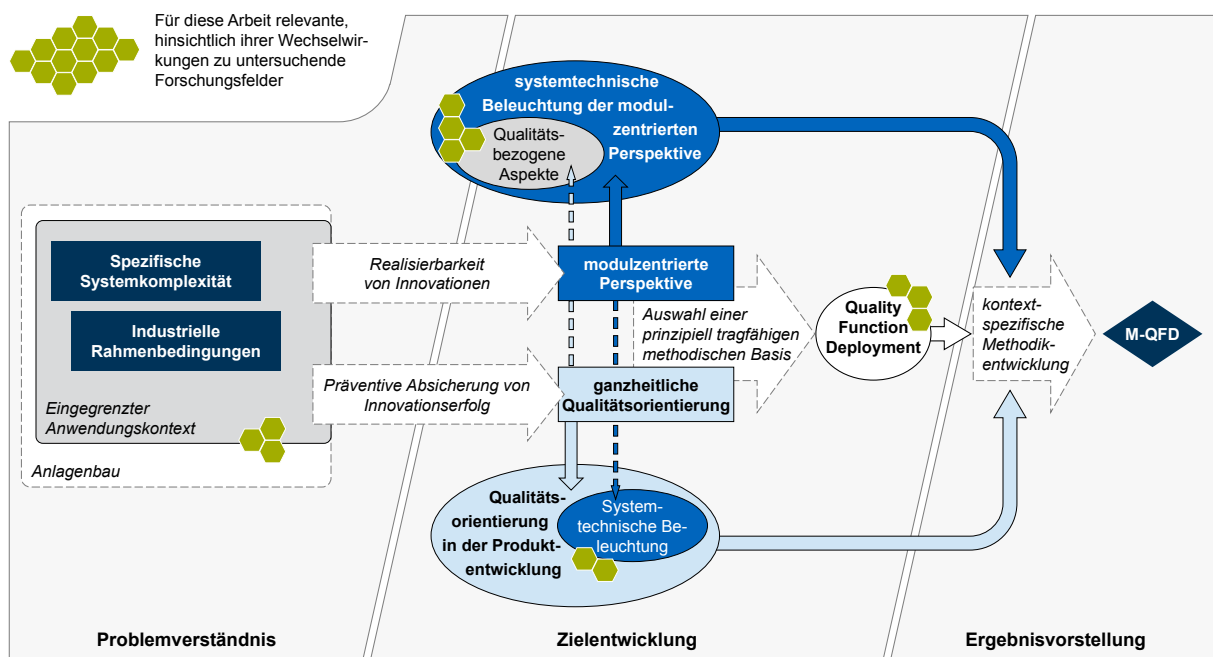 Für diese Arbeit relevante,
hinsichtlich ihrer Wechselwir-
kungen zu untersuchende
Forschungsfelder
systemtechnische
Beleuchtung der modul-
zentrierten
Perspektive
Qualitäts-
bezogene
Aspekte
Spezifische
Systemkomplexität
Industrielle
Rahmenbedingungen
Eingegrenzter
Anwendungskontext
Anlagenbau
Realisierbarkeit
von Innovationen
Präventive Absicherung von
Innovationserfolg
modulzentrierte
Perspektive
Auswahl einer
prinzipiell tragfähigen
methodischen Basis
ganzheitliche
Qualitätsorientierung
Quality
Function
Deployment
kontext-
spezifische
Methodik-
entwicklung
M-QFD
Qualitäts-
orientierung
in der Produkt-
entwicklung
System-
technische Be-
leuchtung
Problemverständnis
Zielentwicklung
Ergebnisvorstellung